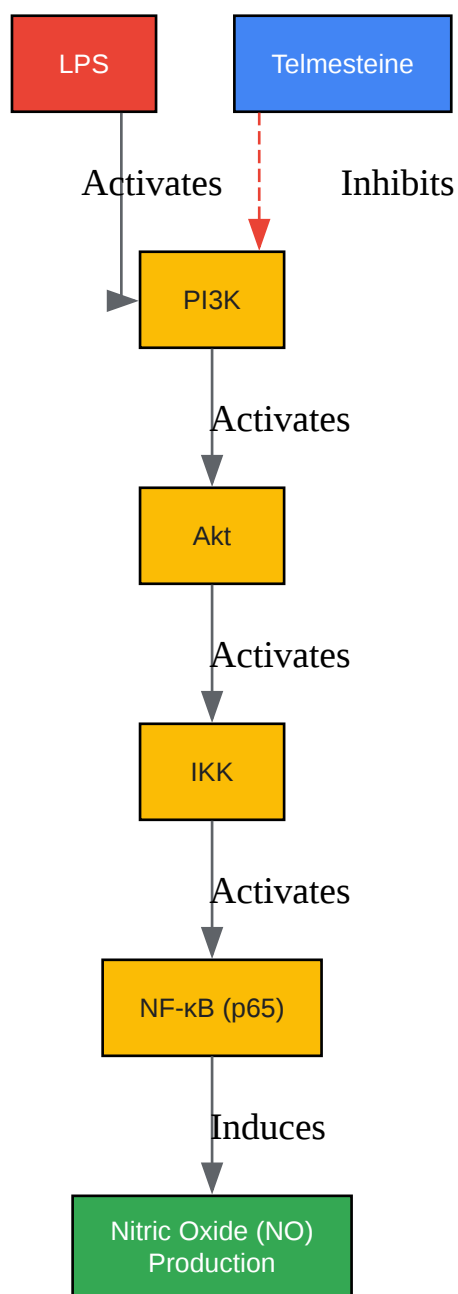 LPS
Telmesteine
Activates
Inhibits
PI3K
Activates
Akt
Activates
IKK
Activates
NF-κB (p65)
Induces
Nitric Oxide (NO)
Production